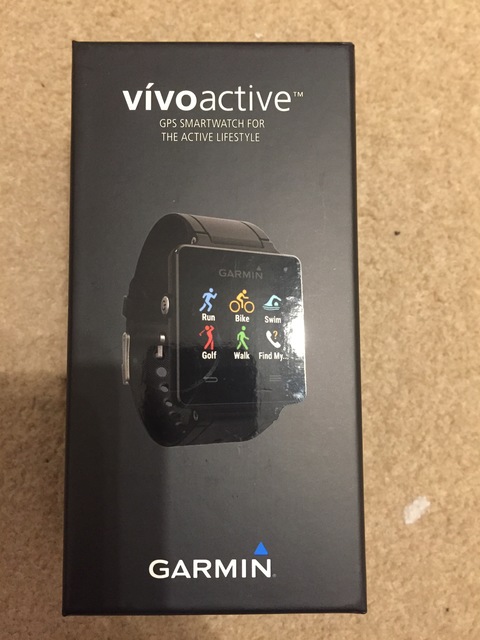 vívoactive™
GPS SMARTWATCH FOR
THE ACTIVE LIFESTYLE
GARMIN
Run Bike Swim
Golf Walk Find My...
GARMIN